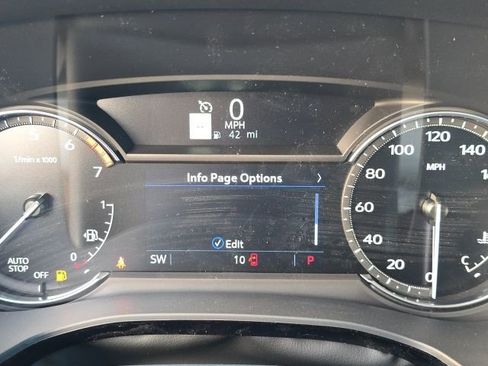 0
MPH
42 mi
Info Page Options
Edit
SW 10 P
5 6 7
1/min x 1000
AUTO
STOP
OFF
1
0
0 20 40 60 80 100 120 140
MPH
C